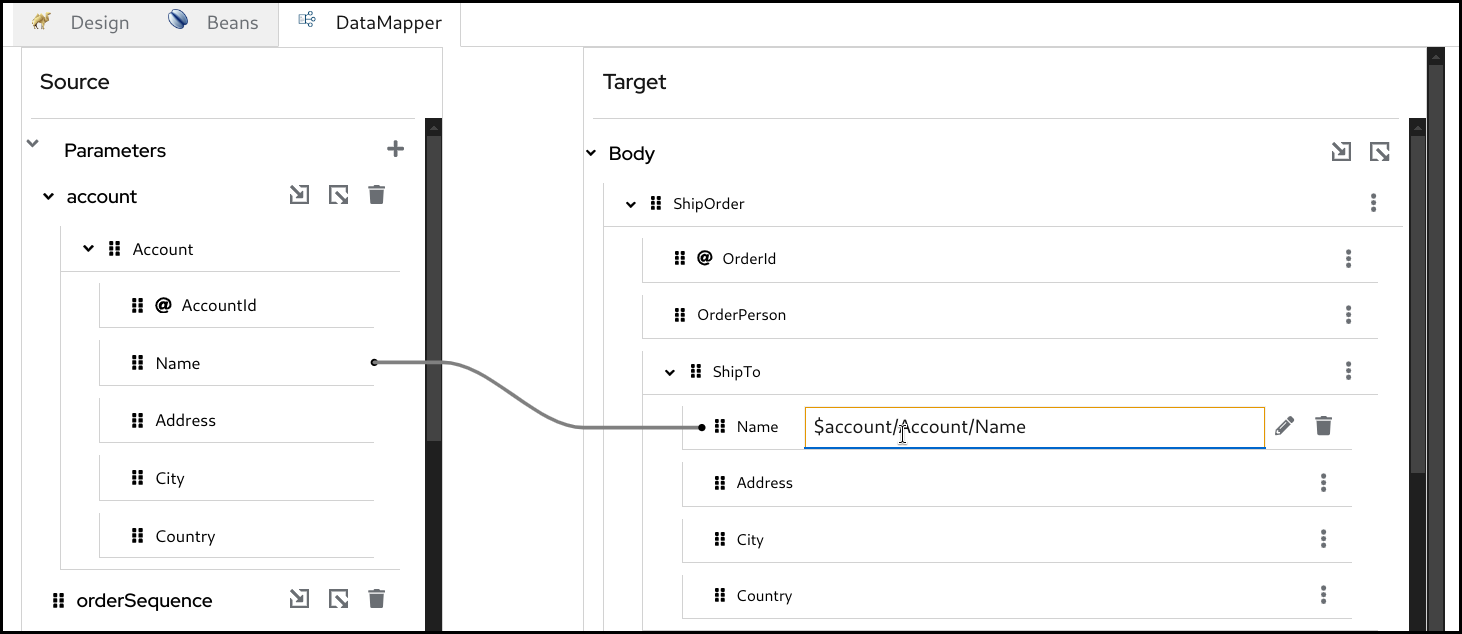 Design Beans DataMapper
Source
Parameters
account
Account
@ AccountId
Name
Address
City
Country
orderSequence
Target
Body
ShipOrder
@ OrderId
OrderPerson
ShipTo
Name $account/Account/Name
Address
City
Country